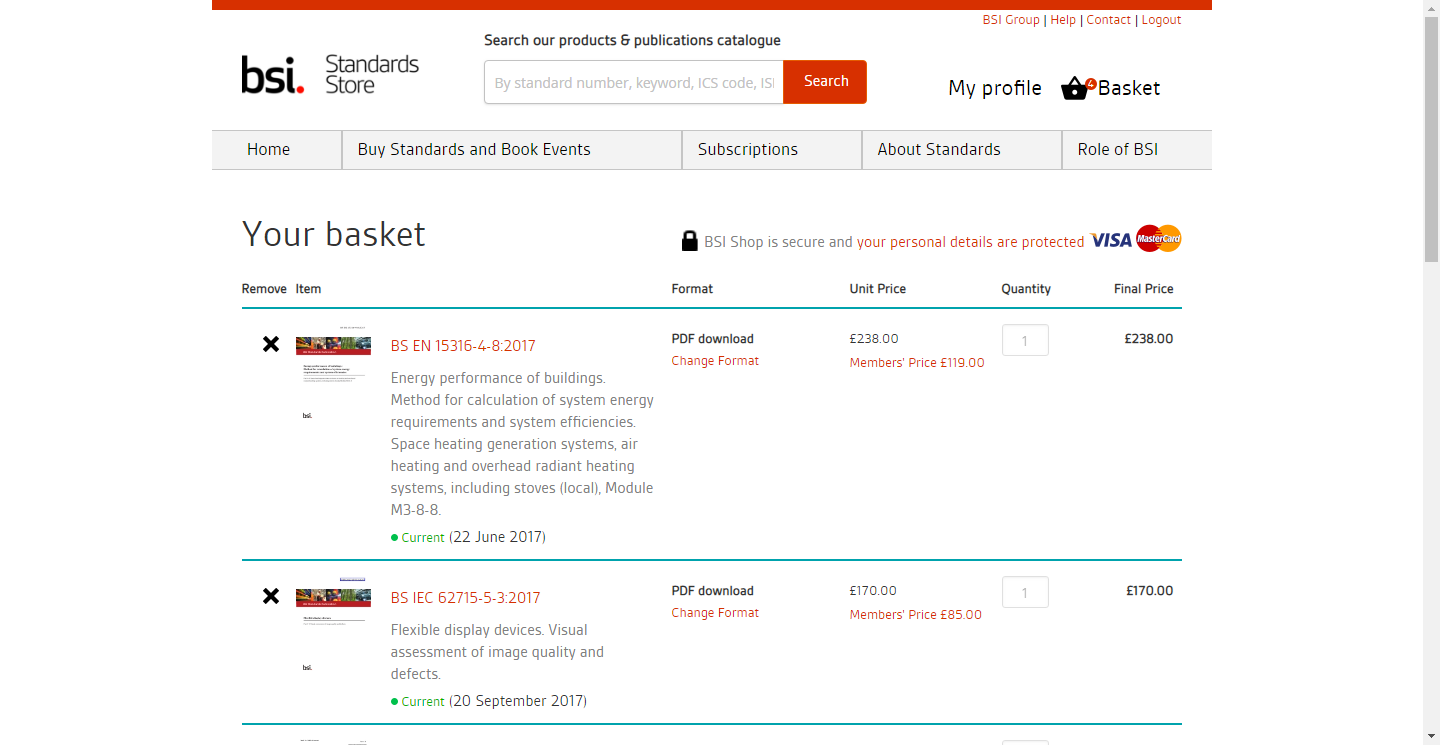 BSI Group | Help | Contact | Logout
Search our products & publications catalogue
bsi. Standards Store
By standard number, keyword, ICS code, ISI
Search
My profile
4
Basket
Home
Buy Standards and Book Events
Subscriptions
About Standards
Role of BSI
Your basket
BSI Shop is secure and your personal details are protected
VISA
MasterCard
Remove Item Format Unit Price Quantity Final Price
BS EN 15316-4-8:2017
Energy performance of buildings.
Method for calculation of system energy
requirements and system efficiencies.
Space heating generation systems, air
heating and overhead radiant heating
systems, including stoves (local), Module
M3-8-8.
Current (22 June 2017)
PDF download
Change Format
£238.00
Members' Price £119.00
1
£238.00
bsi.
BS IEC 62715-5-3:2017
Flexible display devices. Visual
assessment of image quality and
defects.
Current (20 September 2017)
PDF download
Change Format
£170.00
Members' Price £85.00
1
£170.00
bsi.